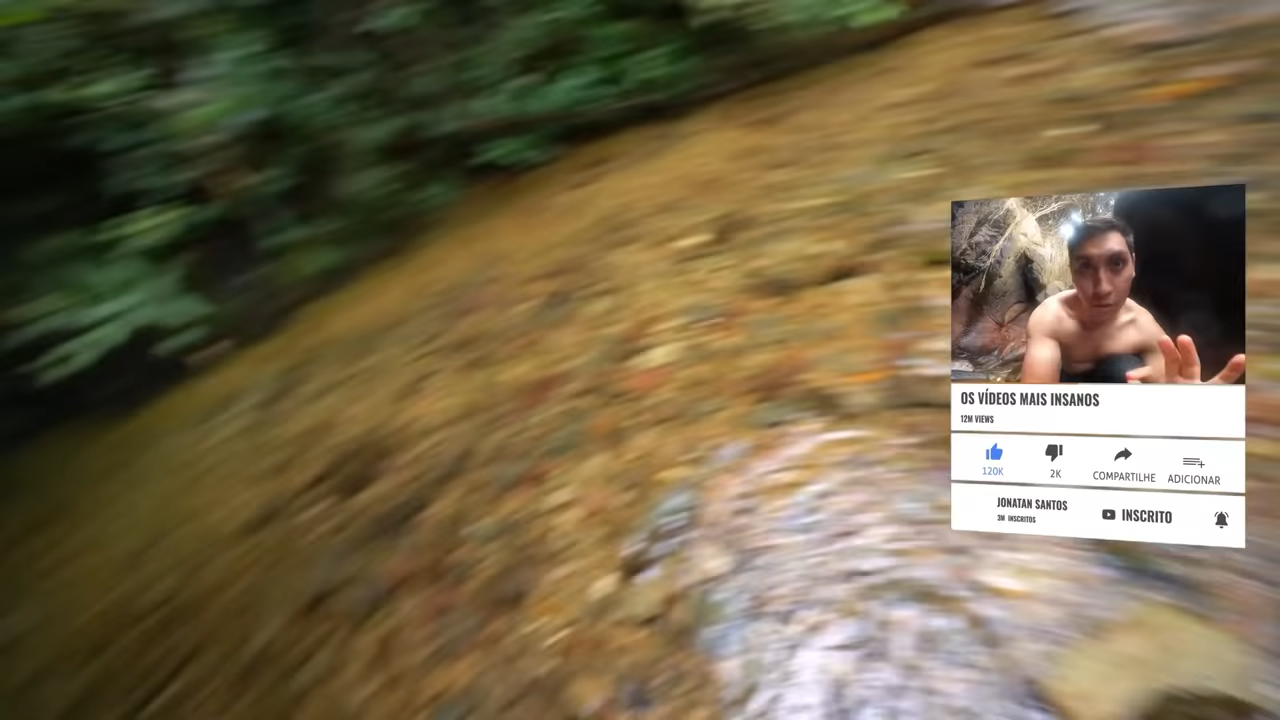 OS VÍDEOS MAIS INSANOS
12M VIEWS
120K
2K
COMPARTILHE
ADICIONAR
JONATAN SANTOS
3M INSCRITOS
INSCRITO